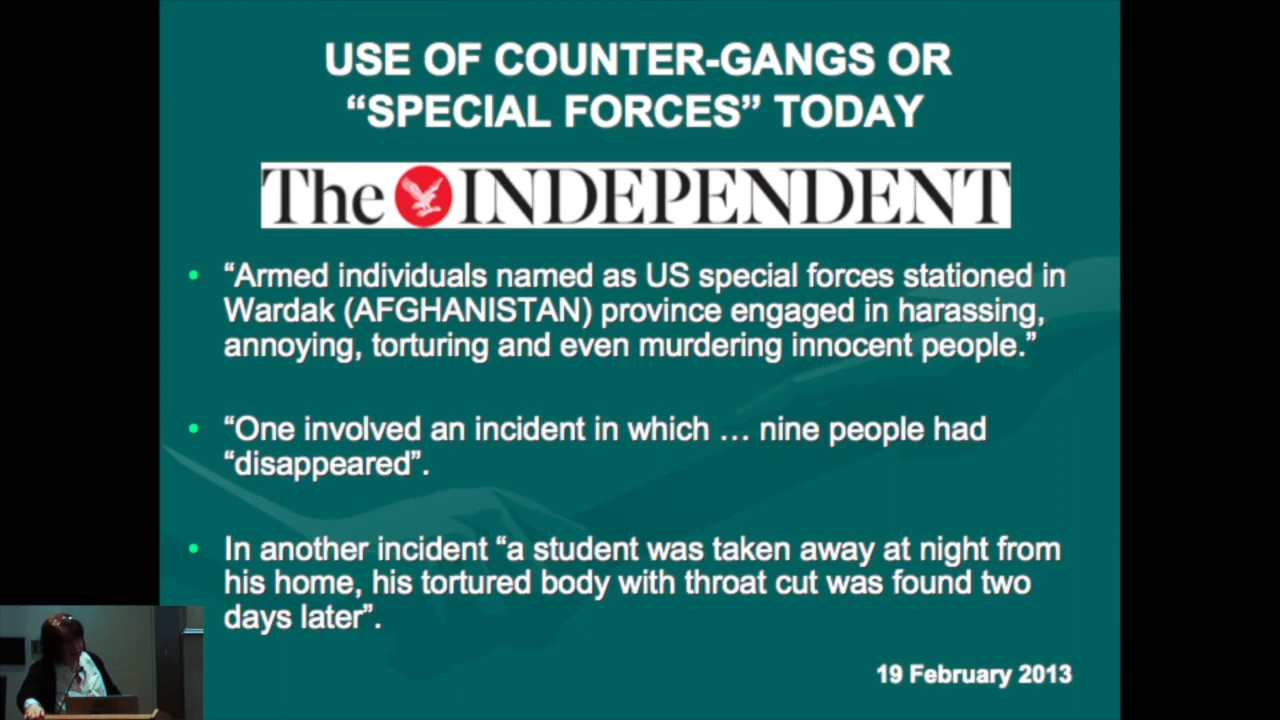 USE OF COUNTER-GANGS OR
“SPECIAL FORCES” TODAY
The INDEPENDENT
• “Armed individuals named as US special forces stationed in
Wardak (AFGHANISTAN) province engaged in harassing,
annoying, torturing and even murdering innocent people.”
• “One involved an incident in which … nine people had
“disappeared”.
• In another incident “a student was taken away at night from
his home, his tortured body with throat cut was found two
days later”.
19 February 2013